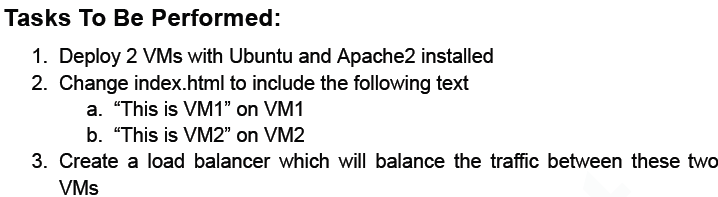 Tasks To Be Performed:
1. Deploy 2 VMs with Ubuntu and Apache2 installed
2. Change index.html to include the following text
a. “This is VM1” on VM1
b. “This is VM2” on VM2
3. Create a load balancer which will balance the traffic between these two
VMs